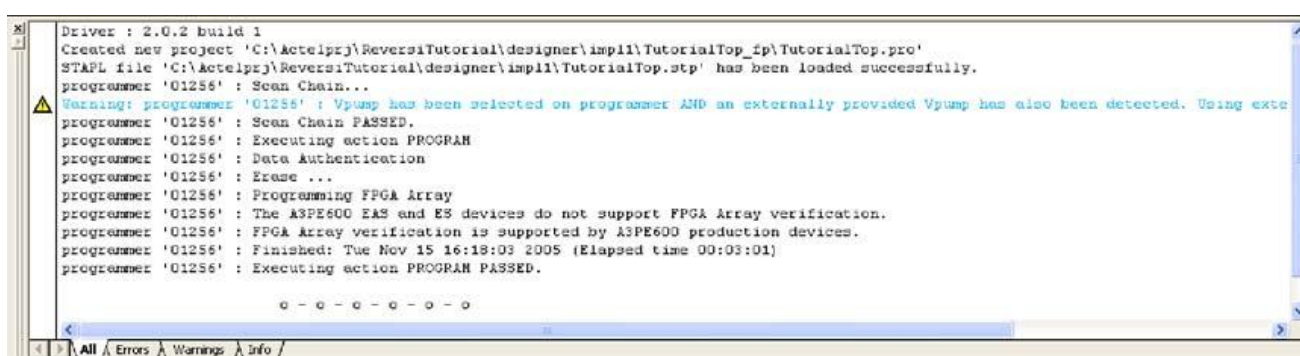 Driver : 2.0.2 build 1
Created new project 'C:\Actelprj\ReversiTutorial\designer\impl1\TutorialTop_fp\TutorialTop.pro'
STAPL file 'C:\Actelprj\ReversiTutorial\designer\impl1\TutorialTop.stp' has been loaded successfully.
programmer '01256' : Scan Chain...
Warning: programmer '01256' : Vpump has been selected on programmer AND an externally provided Vpump has also been detected. Using exte
programmer '01256' : Scan Chain PASSED.
programmer '01256' : Executing action PROGRAM
programmer '01256' : Data Authentication
programmer '01256' : Erase ...
programmer '01256' : Programming FPGA Array
programmer '01256' : The A3PE600 EAS and ES devices do not support FPGA Array verification.
programmer '01256' : FPGA Array verification is supported by A3PE600 production devices.
programmer '01256' : Finished: Tue Nov 15 16:18:03 2005 (Elapsed time 00:03:01)
programmer '01256' : Executing action PROGRAM PASSED.
o - o - o - o - o - o
All Errors Warnings Info